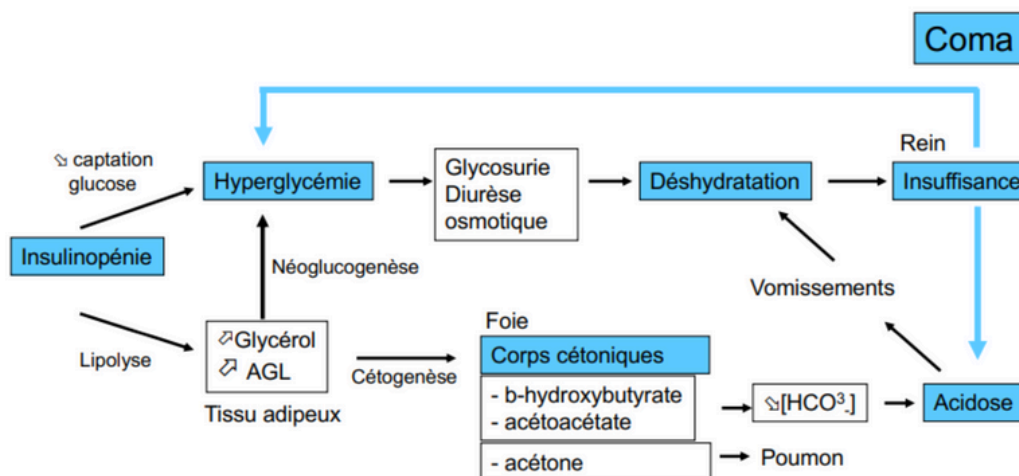 Coma
Rein
⬂ captation
glucose
Hyperglycémie
Glycosurie
Diurèse
osmotique
Déshydratation
Insuffisance
Insulinopénie
Néoglucogenèse
Vomissements
Lipolyse
⬀Glycérol
⬀ AGL
Tissu adipeux
Cétogenèse
Foie
Corps cétoniques
- b-hydroxybutyrate
- acétoacétate
- acétone
⬂[HCO³-]
Acidose
Poumon